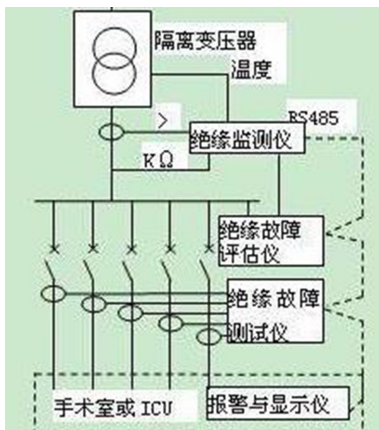 隔离变压器
温度
>
RS485
绝缘监测仪
KΩ
绝缘故障
评估仪
绝缘故障
测试仪
手术室或ICU
报警与显示仪